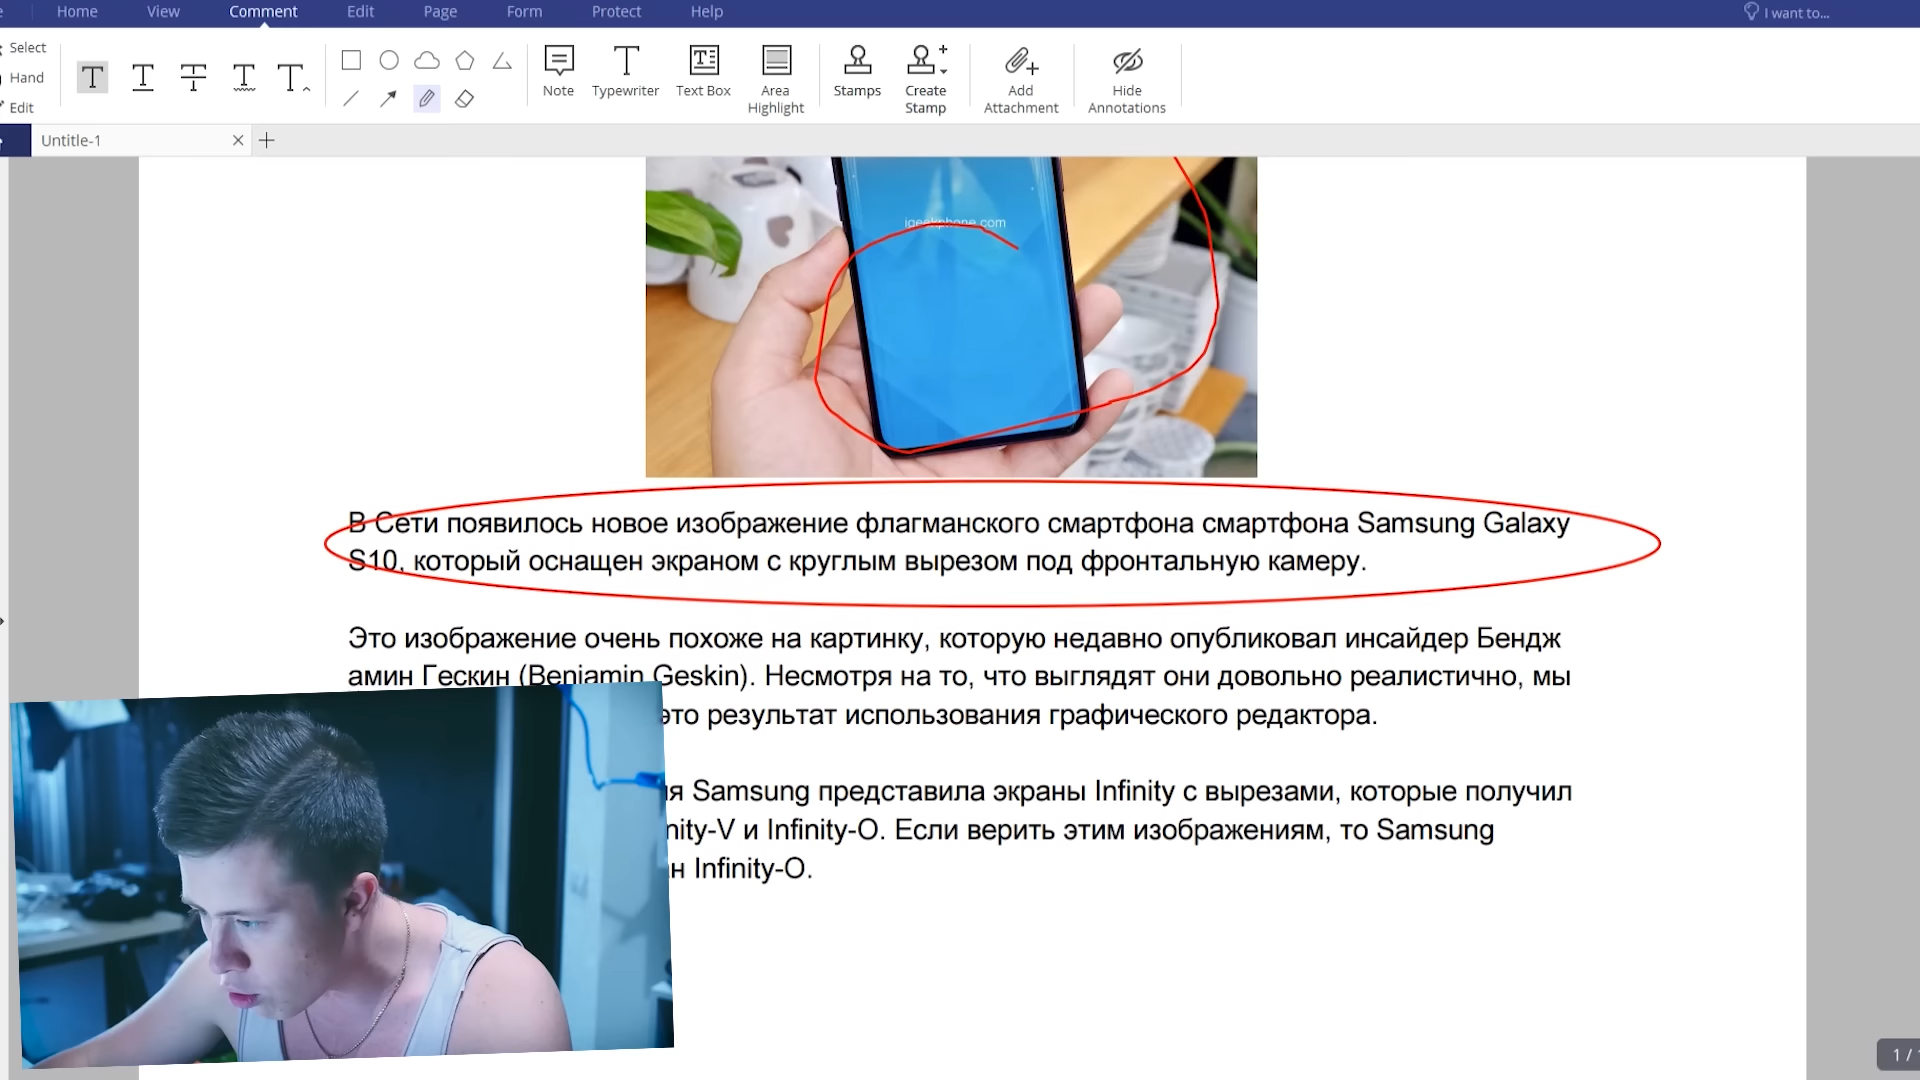 Home View Comment Edit Page Form Protect Help I want to...
Select
Hand
Edit
Note Typewriter Text Box Area Highlight Stamps Create Stamp Add Attachment Hide Annotations
Untitle-1
igeekphone.com
В Сети появилось новое изображение флагманского смартфона смартфона Samsung Galaxy
S10, который оснащен экраном с круглым вырезом под фронтальную камеру.
Это изображение очень похоже на картинку, которую недавно опубликовал инсайдер Бендж
амин Гескин (Benjamin Geskin). Несмотря на то, что выглядят они довольно реалистично, мы
это результат использования графического редактора.
Samsung представила экраны Infinity с вырезами, которые получил
nity-V и Infinity-O. Если верить этим изображениям, то Samsung
Infinity-O.
1 /